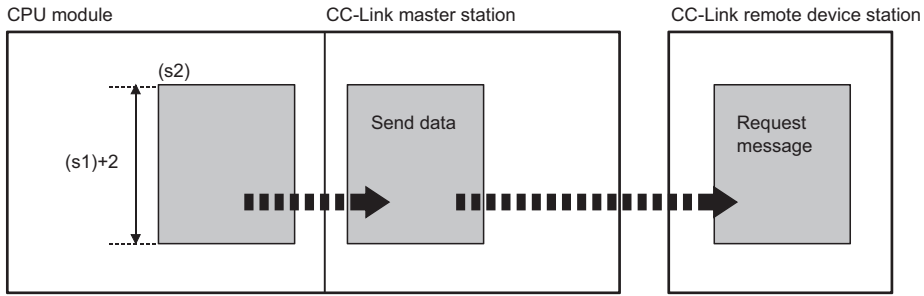 CPU module
CC-Link master station
CC-Link remote device station
(s2)
Send data
Request
message
(s1)+2